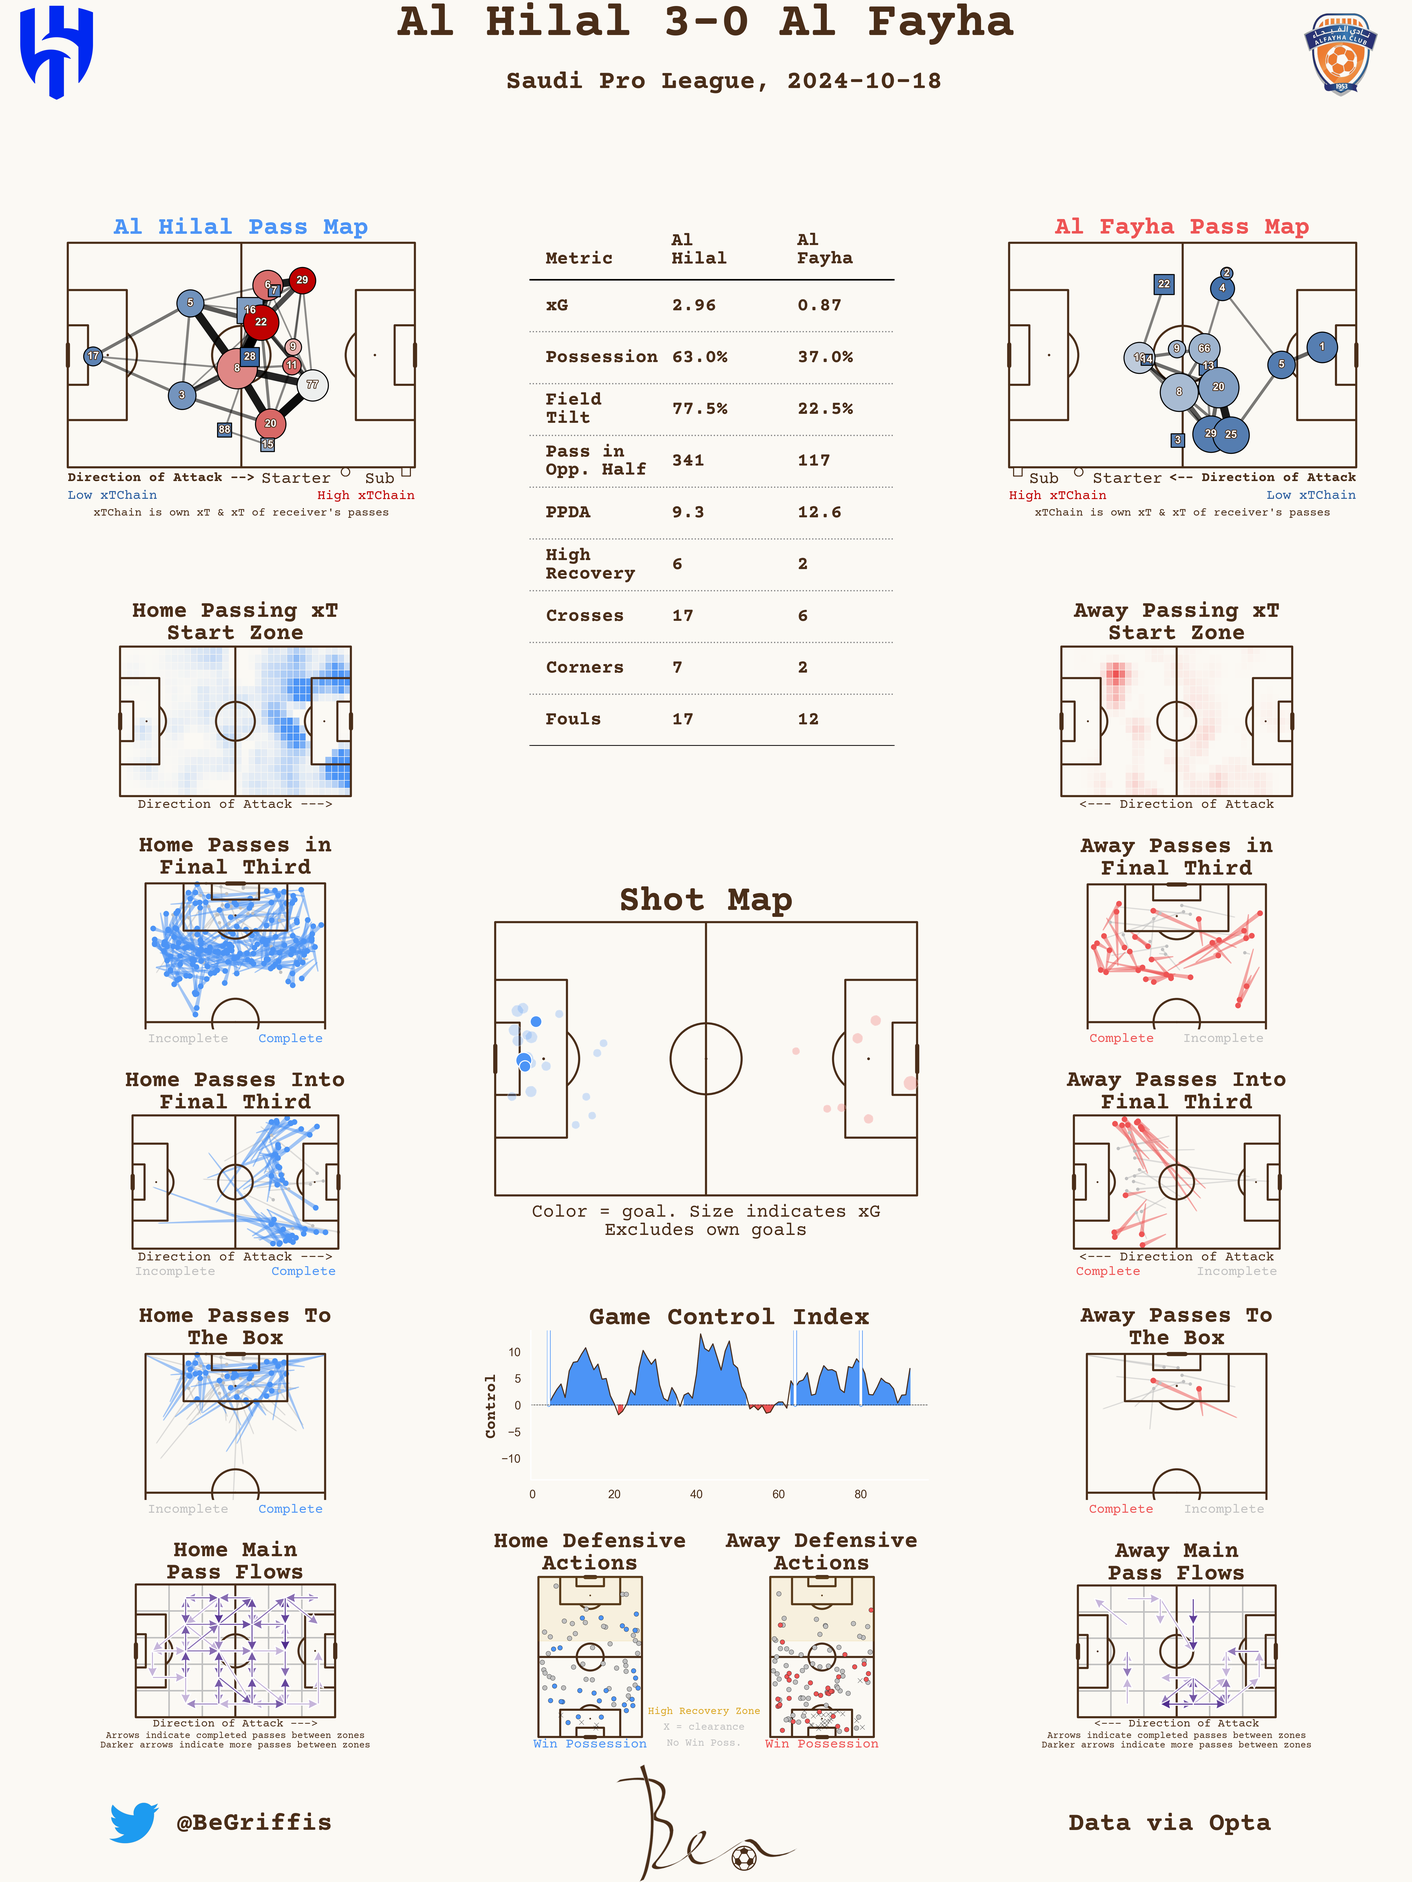 Al Hilal 3-0 Al Fayha
Saudi Pro League, 2024-10-18
نادي الفيحاء
ALFAYHA CLUB
1953
Al Hilal Pass Map
5
6
7
29
16
22
17
28
9
11
8
77
3
20
88
15
Direction of Attack --> Starter Sub
Low xTChain High xTChain
xTChain is own xT & xT of receiver's passes
Metric Al Hilal Al Fayha
xG 2.96 0.87
Possession 63.0% 37.0%
Field Tilt 77.5% 22.5%
Pass in Opp. Half 341 117
PPDA 9.3 12.6
High Recovery 6 2
Crosses 17 6
Corners 7 2
Fouls 17 12
Al Fayha Pass Map
22
2
4
9
66
14
13
5
1
8
20
29
25
3
Sub Starter <-- Direction of Attack
High xTChain Low xTChain
xTChain is own xT & xT of receiver's passes
Home Passing xT
Start Zone
Direction of Attack --->
Away Passing xT
Start Zone
<--- Direction of Attack
Home Passes in
Final Third
Incomplete Complete
Away Passes in
Final Third
Complete Incomplete
Shot Map
Color = goal. Size indicates xG
Excludes own goals
Home Passes Into
Final Third
Direction of Attack --->
Incomplete Complete
Away Passes Into
Final Third
<--- Direction of Attack
Complete Incomplete
Home Passes To
The Box
Incomplete Complete
Game Control Index
Control
10
5
0
−5
−10
0 20 40 60 80
Away Passes To
The Box
Complete Incomplete
Home Main
Pass Flows
Direction of Attack --->
Arrows indicate completed passes between zones
Darker arrows indicate more passes between zones
Home Defensive
Actions
Win Possession
High Recovery Zone
X = clearance
No Win Poss.
Away Defensive
Actions
Win Possession
Away Main
Pass Flows
<--- Direction of Attack
Arrows indicate completed passes between zones
Darker arrows indicate more passes between zones
@BeGriffis
Ben
Data via Opta